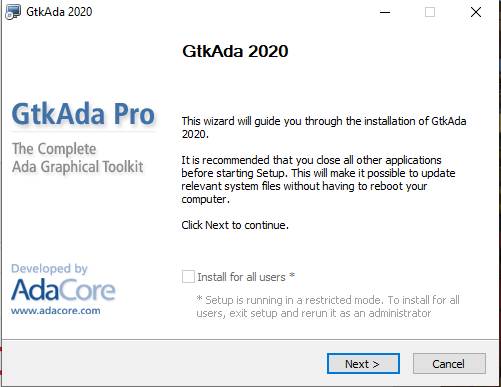 GtkAda 2020
GtkAda 2020
GtkAda Pro
The Complete
Ada Graphical Toolkit
This wizard will guide you through the installation of GtkAda
2020.
It is recommended that you close all other applications
before starting Setup. This will make it possible to update
relevant system files without having to reboot your
computer.
Click Next to continue.
Install for all users *
* Setup is running in a restricted mode. To install for all
users, exit setup and rerun it as an administrator
Developed by
AdaCore
www.adacore.com
Next >
Cancel